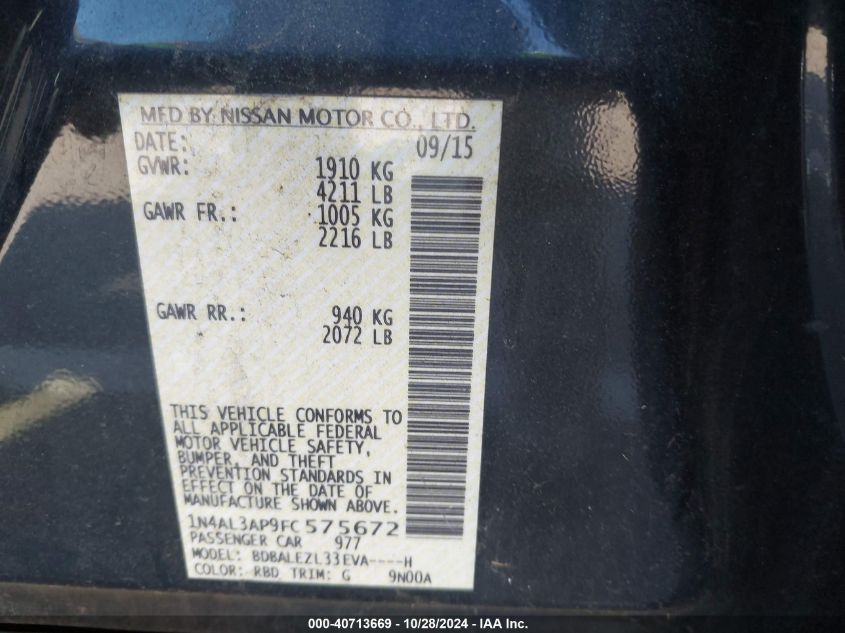 MFD BY NISSAN MOTOR CO., LTD.
DATE: 09/15
GVWR: 1910 KG
4211 LB
GAWR FR.: 1005 KG
2216 LB
GAWR RR.: 940 KG
2072 LB
THIS VEHICLE CONFORMS TO
ALL APPLICABLE FEDERAL
MOTOR VEHICLE SAFETY,
BUMPER, AND THEFT
PREVENTION STANDARDS IN
EFFECT ON THE DATE OF
MANUFACTURE SHOWN ABOVE.
1N4AL3AP9FC575672
PASSENGER CAR 977
MODEL: BDBALEZL33EVA----H
COLOR: RBD TRIM: G 9N00A
000-40713669 - 10/28/2024 - IAA Inc.